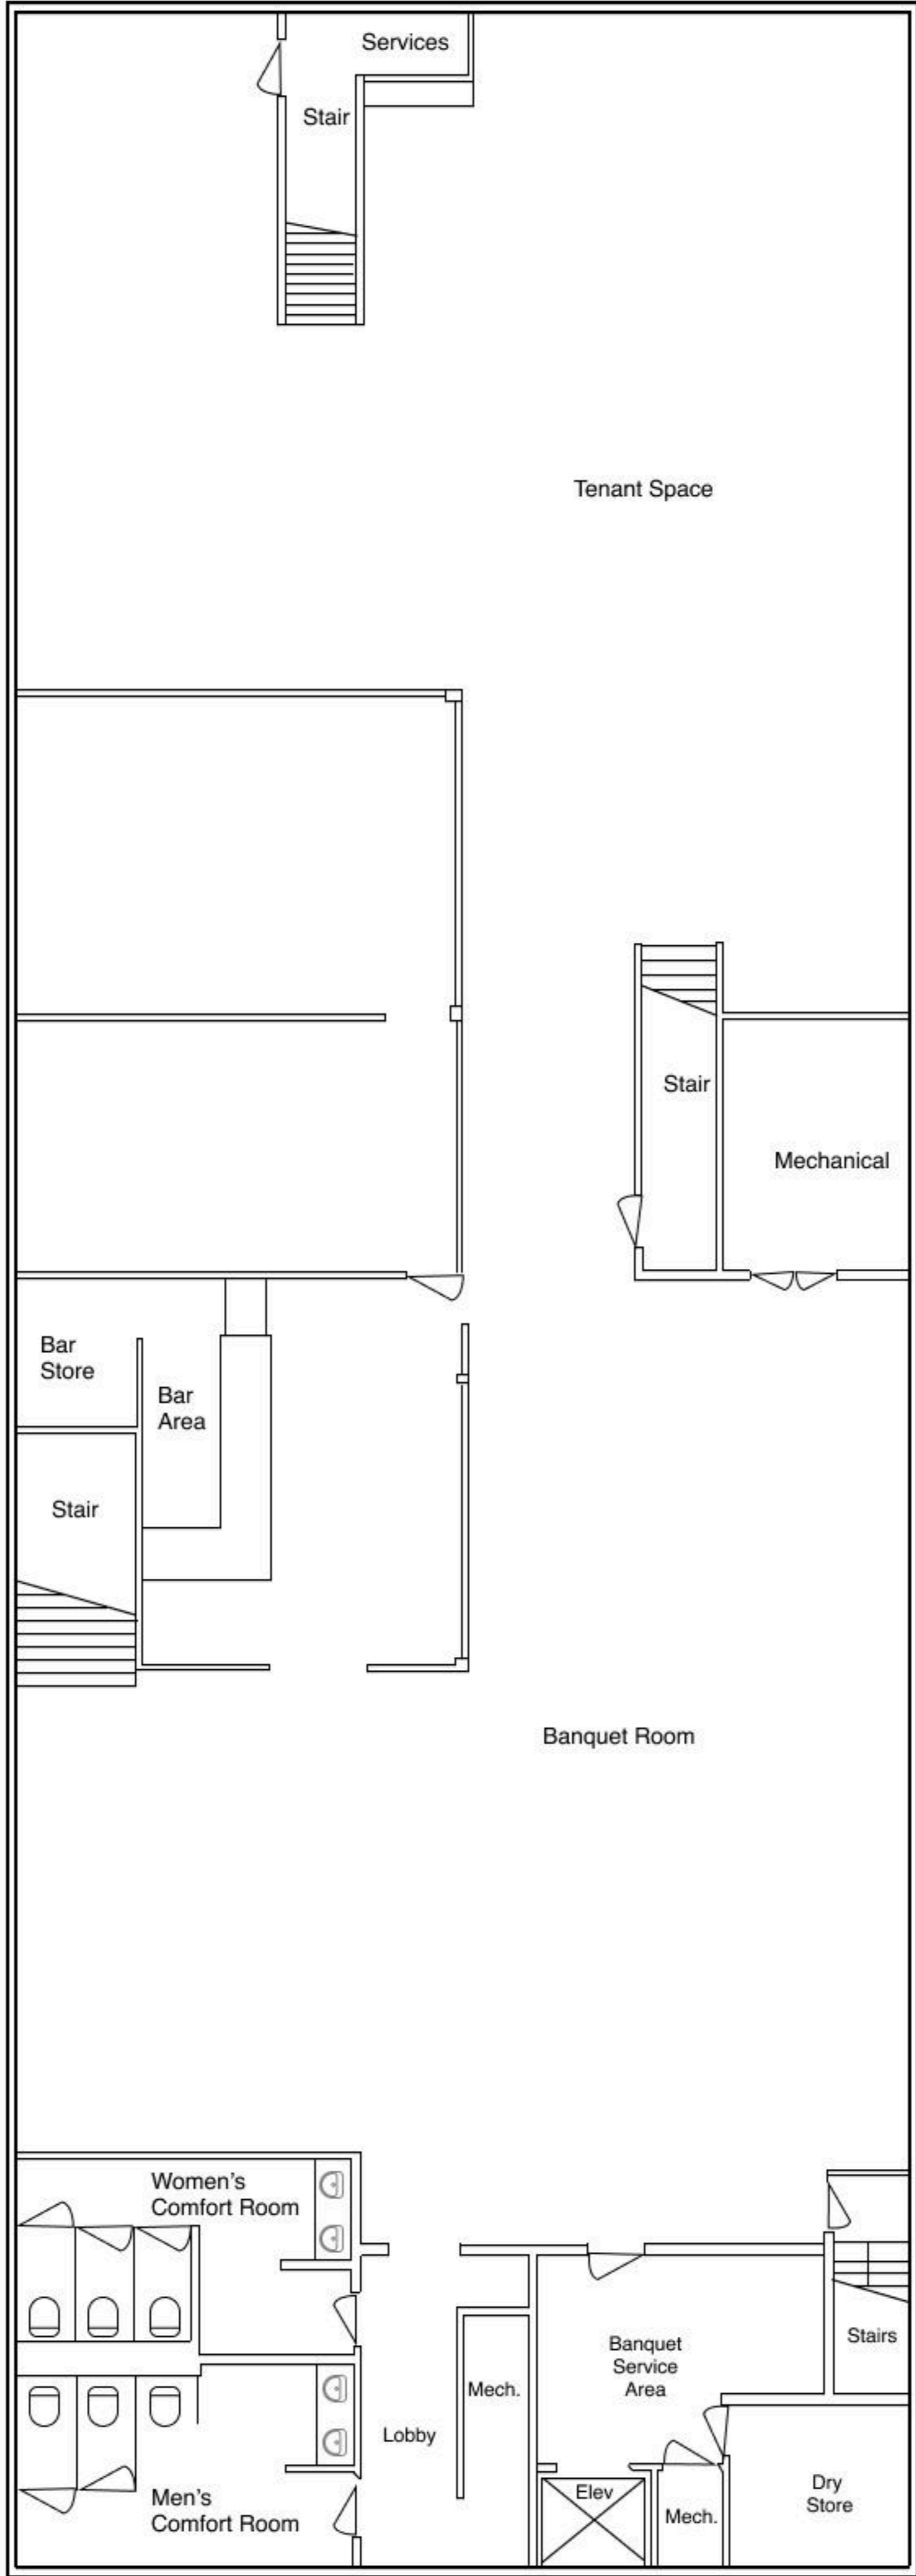 Services
Stair
Tenant Space
Stair
Mechanical
Bar
Store
Bar
Area
Stair
Banquet Room
Women's
Comfort Room
Stairs
Banquet
Service
Area
Mech.
Lobby
Dry
Store
Elev
Mech.
Men's
Comfort Room